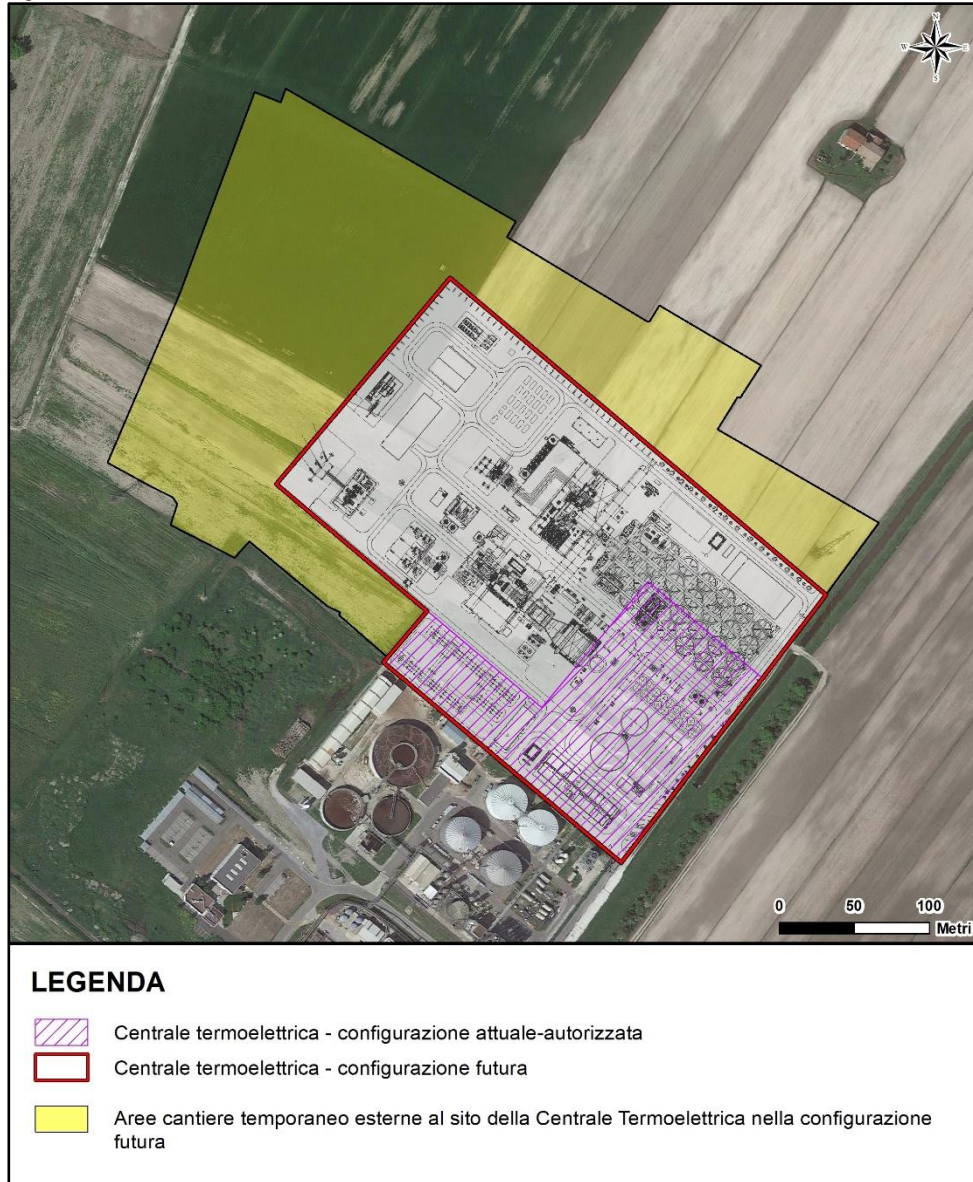 N
W E
S
0 50 100
Metri
LEGENDA
Centrale termoelettrica - configurazione attuale-autorizzata
Centrale termoelettrica - configurazione futura
Aree cantiere temporaneo esterne al sito della Centrale Termoelettrica nella configurazione
futura